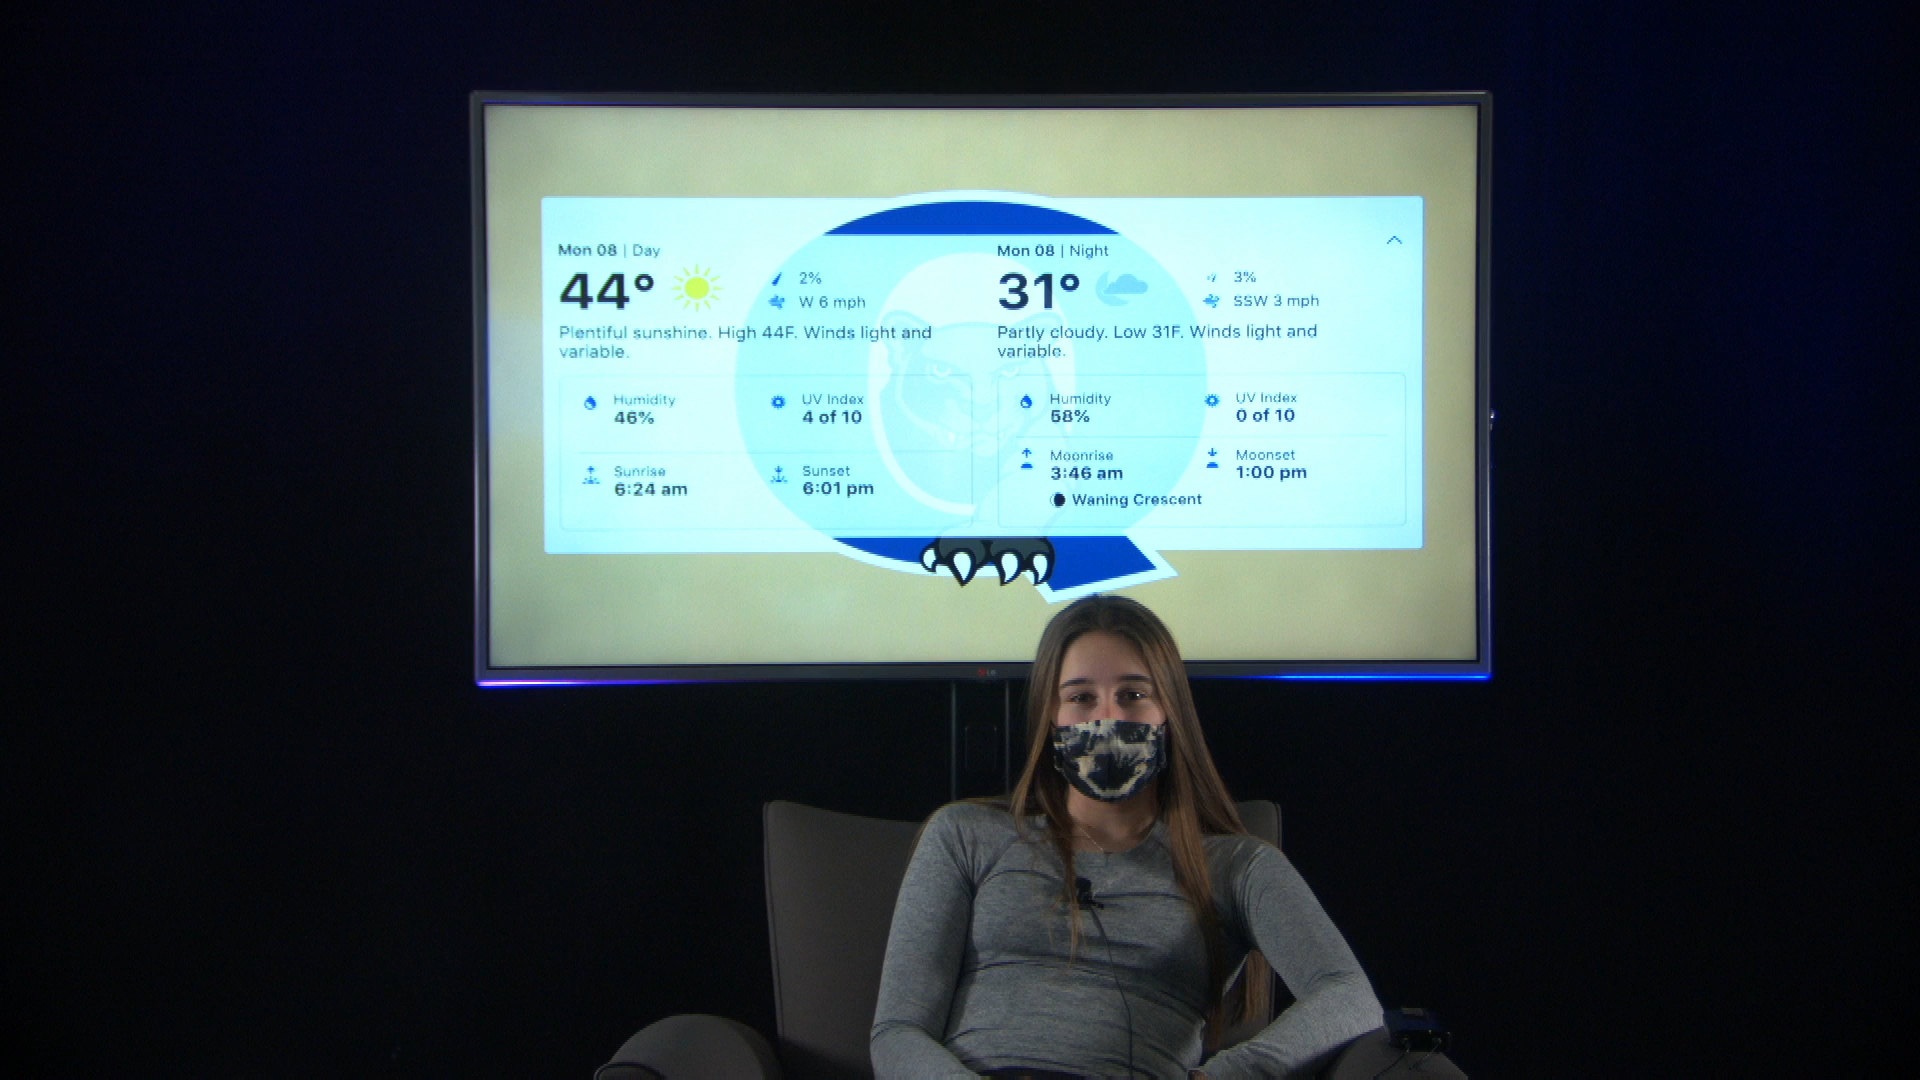 Mon 08 | Day
44°
2%
W 6 mph
Plentiful sunshine. High 44F. Winds light and
variable.
Humidity
46%
UV Index
4 of 10
Sunrise
6:24 am
Sunset
6:01 pm
Mon 08 | Night
31°
3%
SSW 3 mph
Partly cloudy. Low 31F. Winds light and
variable.
Humidity
58%
UV Index
0 of 10
Moonrise
3:46 am
Waning Crescent
Moonset
1:00 pm
LG